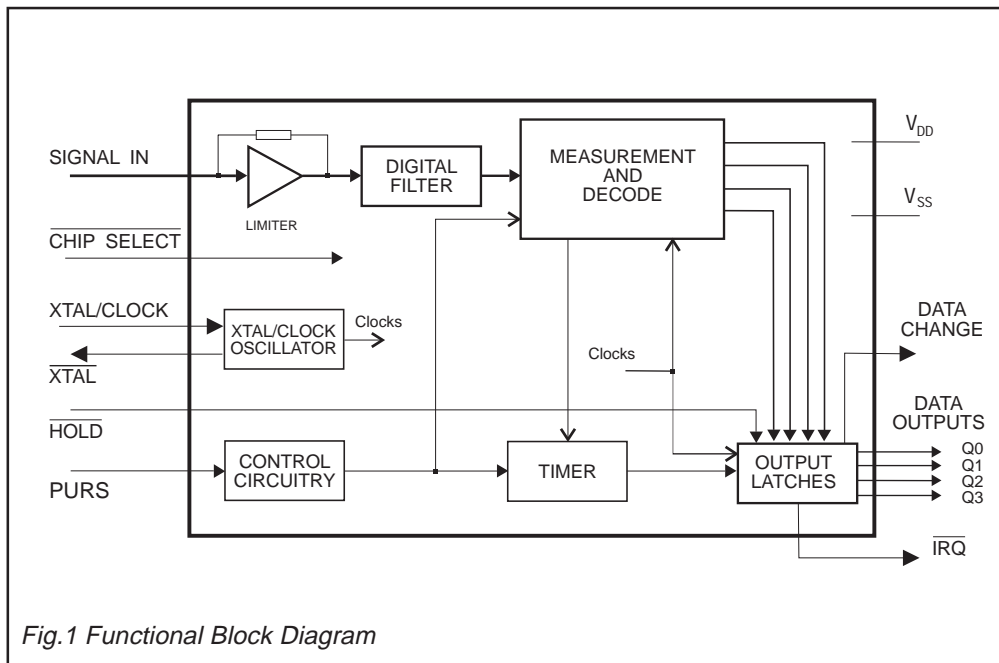 SIGNAL IN
LIMITER
DIGITAL
FILTER
MEASUREMENT
AND
DECODE
V_DD
V_SS
CHIP SELECT
XTAL/CLOCK
XTAL
XTAL/CLOCK
OSCILLATOR
Clocks
Clocks
DATA
CHANGE
HOLD
PURS
CONTROL
CIRCUITRY
TIMER
OUTPUT
LATCHES
DATA
OUTPUTS
Q0
Q1
Q2
Q3
IRQ
Fig.1 Functional Block Diagram